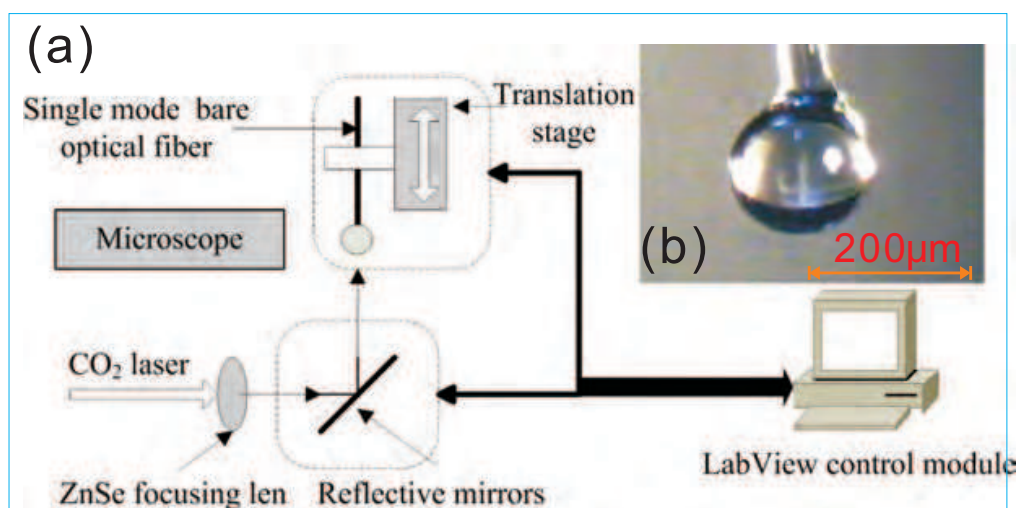 (a)
Single mode bare
optical fiber
Translation
stage
Microscope
(b)
200μm
CO₂ laser
ZnSe focusing len
Reflective mirrors
LabView control module